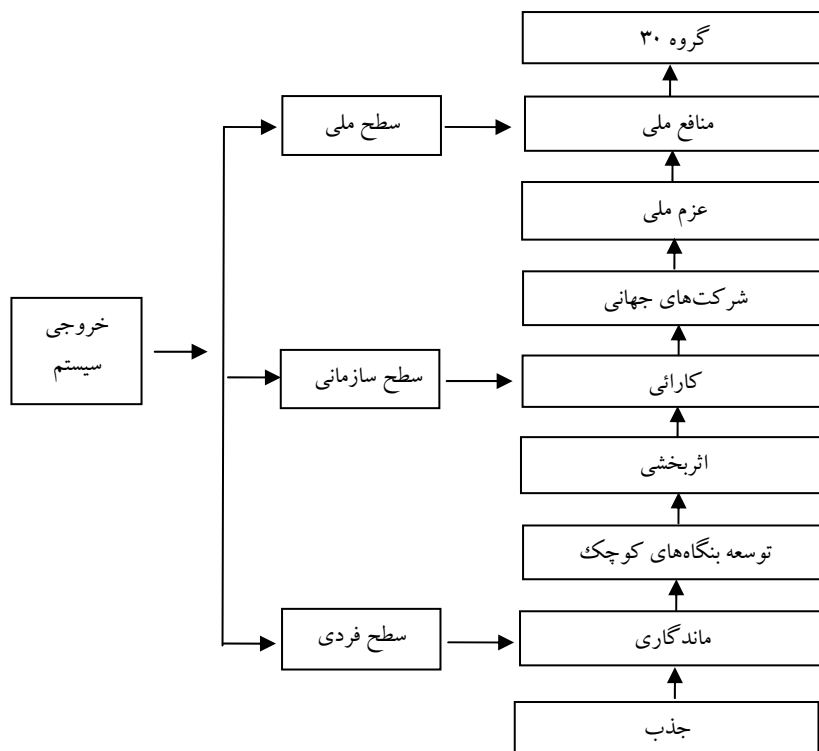 گروه ۳۰
سطح ملی
منافع ملی
عزم ملی
شرکت‌های جهانی
خروجی
سیستم
سطح سازمانی
کارائی
اثربخشی
توسعه بنگاه‌های کوچک
سطح فردی
ماندگاری
جذب